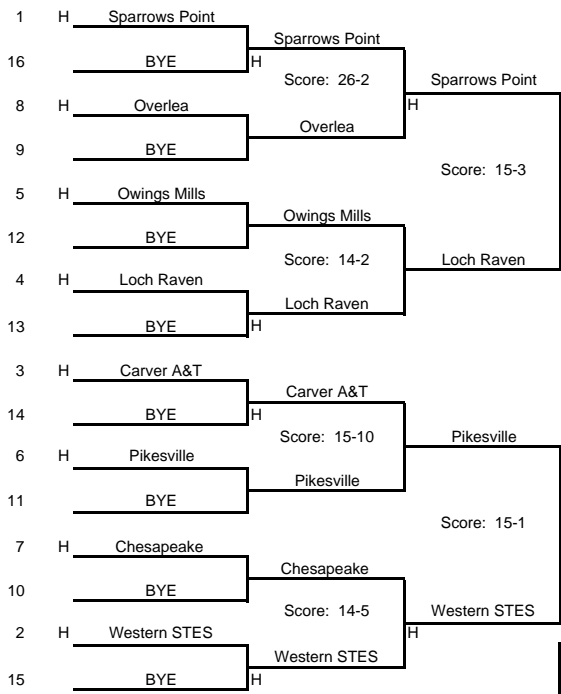 1 H Sparrows Point
Sparrows Point
16 BYE H
Score: 26-2 Sparrows Point
8 H Overlea H
Overlea
9 BYE
Score: 15-3
5 H Owings Mills
Owings Mills
12 BYE
Score: 14-2 Loch Raven
4 H Loch Raven
Loch Raven
13 BYE H
3 H Carver A&T
Carver A&T
14 BYE H
Score: 15-10 Pikesville
6 H Pikesville
Pikesville
11 BYE
Score: 15-1
7 H Chesapeake
Chesapeake
10 BYE
Score: 14-5 Western STES
2 H Western STES H
Western STES
15 BYE H